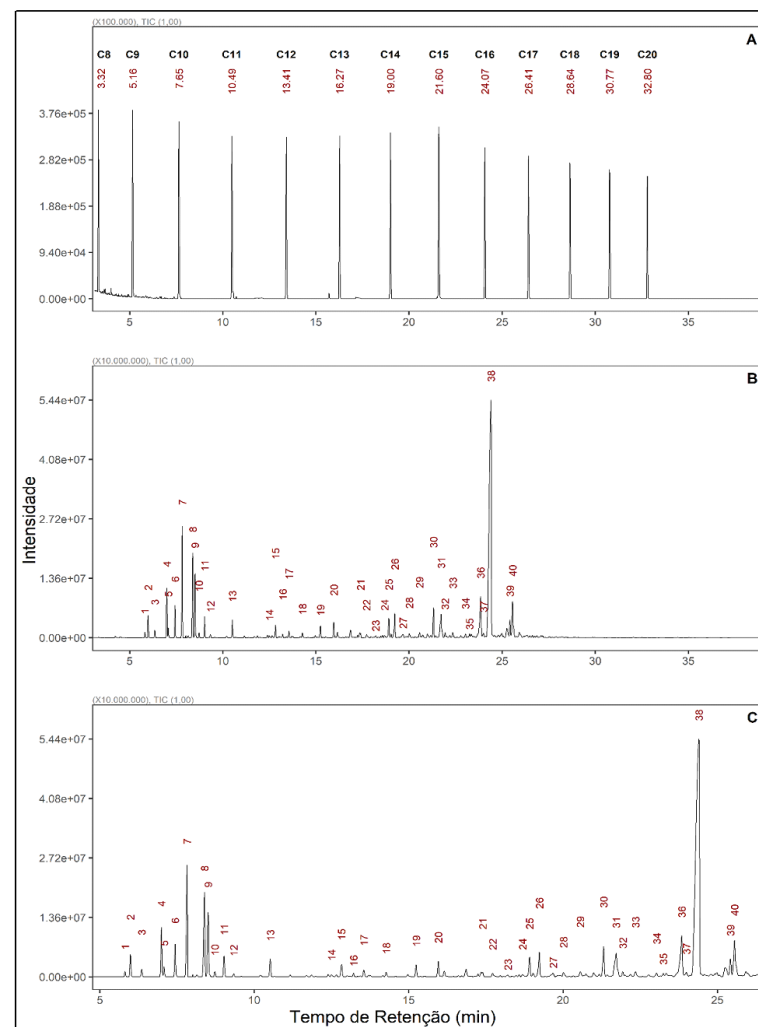 (X100.000), TIC (1,00)
A
C8 C9 C10 C11 C12 C13 C14 C15 C16 C17 C18 C19 C20
3.32 5.16 7.65 10.49 13.41 16.27 19.00 21.60 24.07 26.41 28.64 30.77 32.80
3.76e+05
2.82e+05
1.88e+05
9.40e+04
0.00e+00
5 10 15 20 25 30 35
(X10.000.000), TIC (1,00)
B
5.44e+07
4.08e+07
2.72e+07
1.36e+07
0.00e+00
1 2 3 4 5 6 7 8 9 10 11 12 13 14 15 16 17 18 19 20 21 22 23 24 25 26 27 28 29 30 31 32 33 34 35 36 37 38 39 40
5 10 15 20 25 30 35
Intensidade
(X10.000.000), TIC (1,00)
C
5.44e+07
4.08e+07
2.72e+07
1.36e+07
0.00e+00
1 2 3 4 5 6 7 8 9 10 11 12 13 14 15 16 17 18 19 20 21 22 23 24 25 26 27 28 29 30 31 32 33 34 35 36 37 38 39 40
5 10 15 20 25
Tempo de Retenção (min)